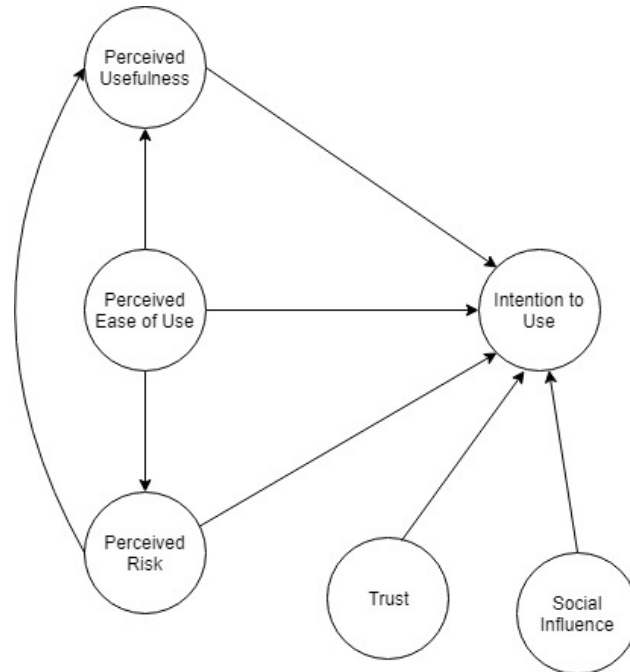 Perceived
Usefulness
Perceived
Ease of Use
Intention to
Use
Perceived
Risk
Trust
Social
Influence